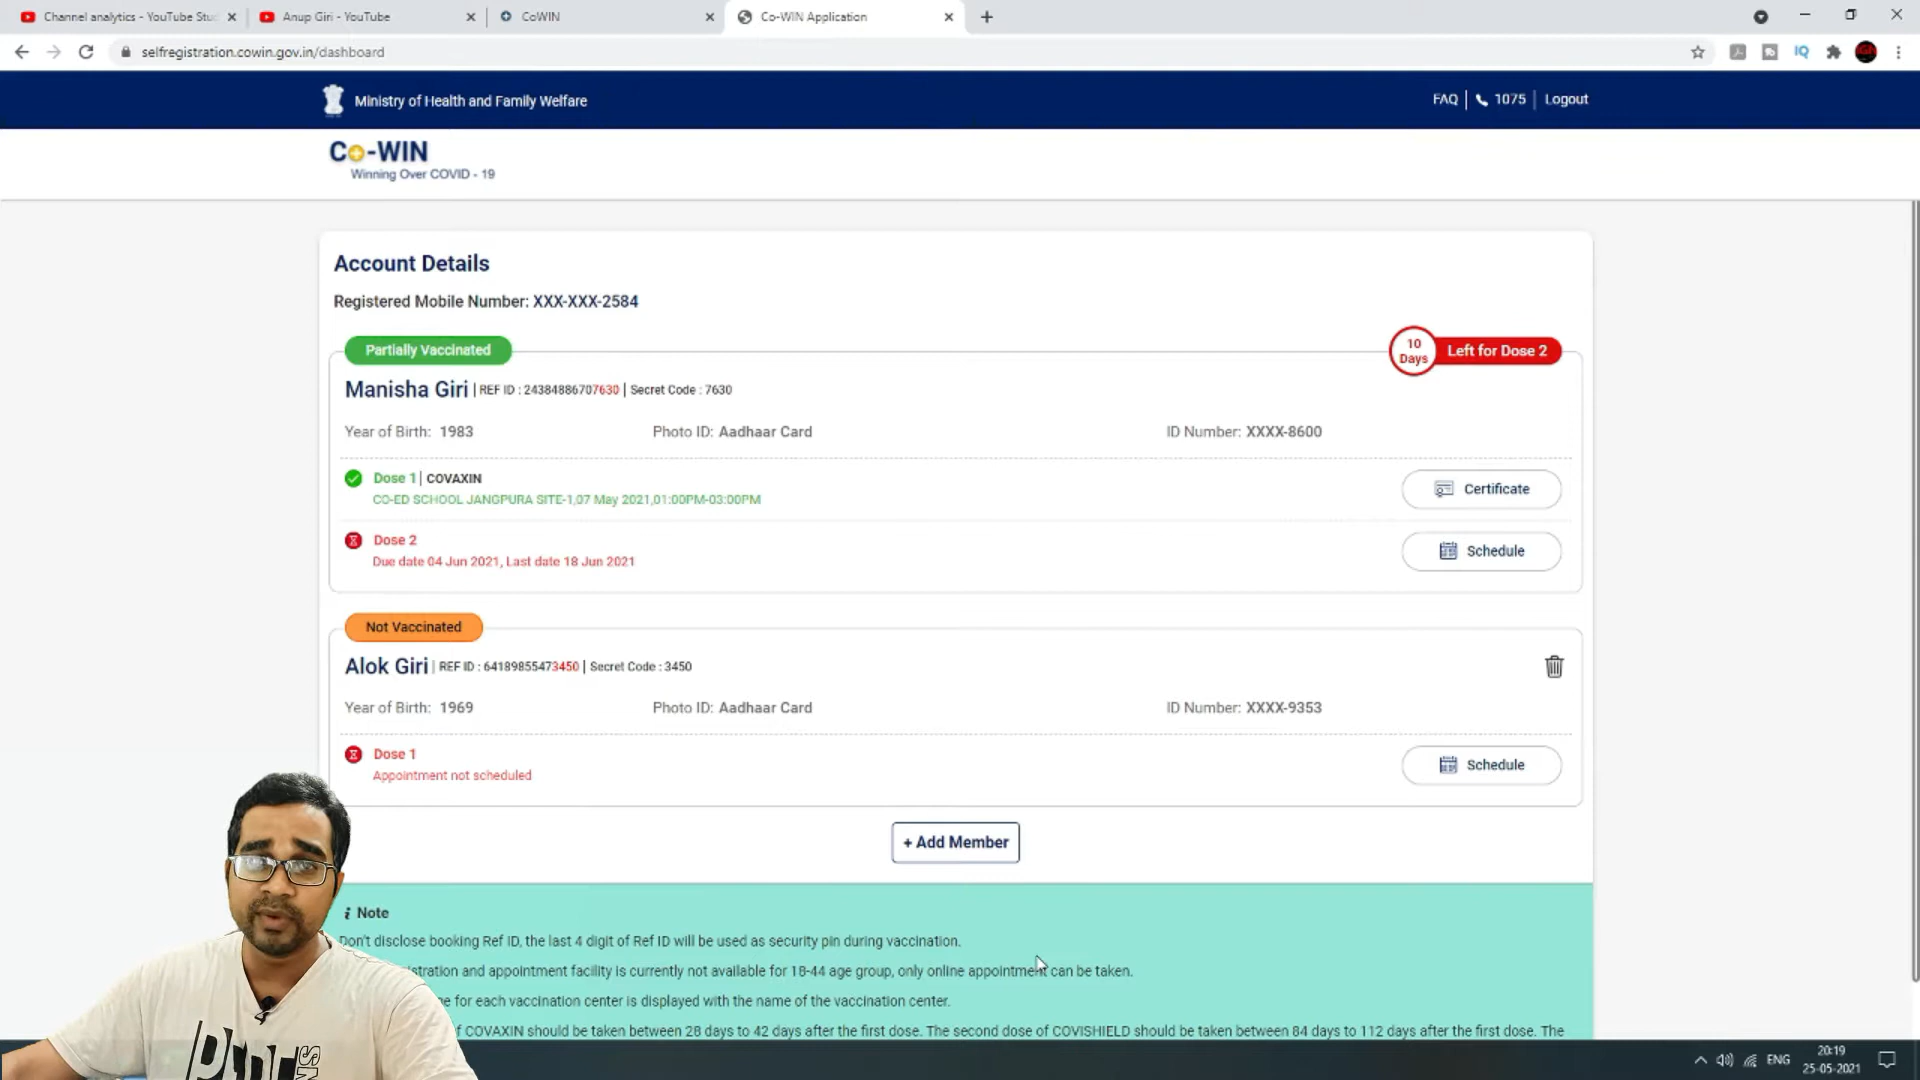 Channel analytics - YouTube Stu
Anup Giri - YouTube
CoWIN
Co-WIN Application
selfregistration.cowin.gov.in/dashboard
IQ
Ministry of Health and Family Welfare
FAQ | 1075 | Logout
Co-WIN
Winning Over COVID - 19
Account Details
Registered Mobile Number: XXX-XXX-2584
Partially Vaccinated
10 Days
Left for Dose 2
Manisha Giri | REF ID : 24384886707630 | Secret Code : 7630
Year of Birth: 1983
Photo ID: Aadhaar Card
ID Number: XXXX-8600
Dose 1 | COVAXIN
CO-ED SCHOOL JANGPURA SITE-1,07 May 2021,01:00PM-03:00PM
Certificate
Dose 2
Due date 04 Jun 2021, Last date 18 Jun 2021
Schedule
Not Vaccinated
Alok Giri | REF ID : 64189855473450 | Secret Code : 3450
Year of Birth: 1969
Photo ID: Aadhaar Card
ID Number: XXXX-9353
Dose 1
Appointment not scheduled
Schedule
+ Add Member
i Note
Don't disclose booking Ref ID, the last 4 digit of Ref ID will be used as security pin during vaccination.
stration and appointment facility is currently not available for 18-44 age group, only online appointment can be taken.
e for each vaccination center is displayed with the name of the vaccination center.
f COVAXIN should be taken between 28 days to 42 days after the first dose. The second dose of COVISHIELD should be taken between 84 days to 112 days after the first dose. The
ENG
20:19
25-05-2021